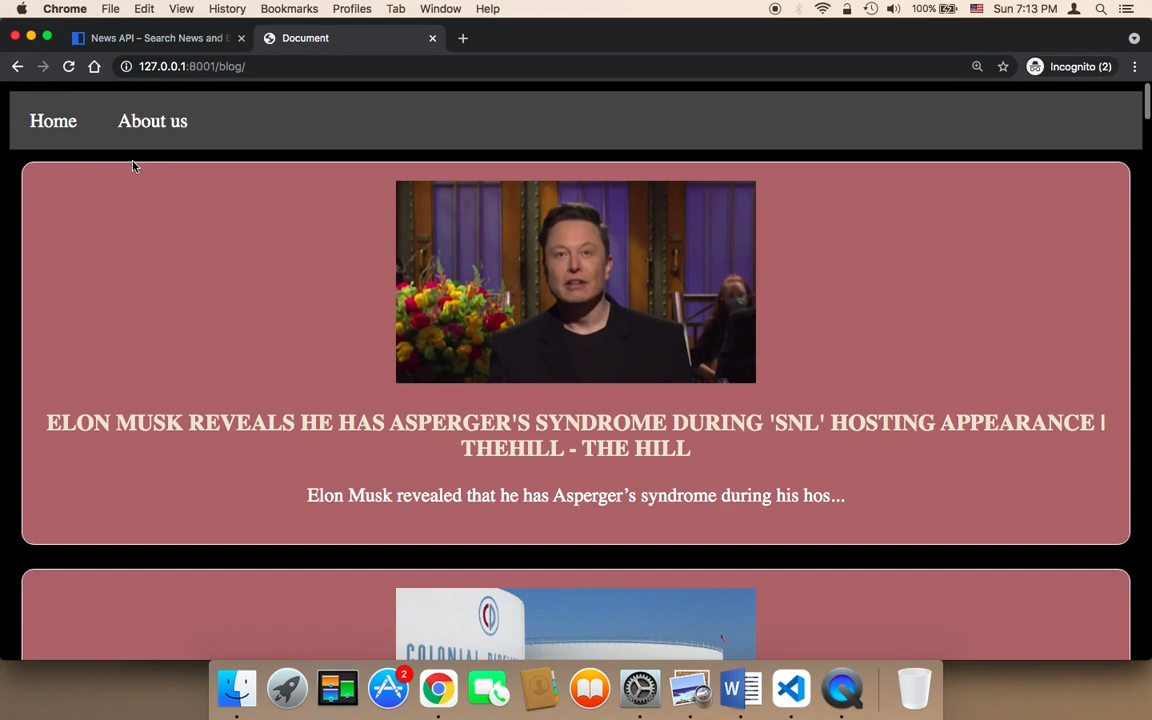 Chrome File Edit View History Bookmarks Profiles Tab Window Help 100% Sun 7:13 PM
News API – Search News and Document
127.0.0.1:8001/blog/ Incognito (2)
Home About us
ELON MUSK REVEALS HE HAS ASPERGER'S SYNDROME DURING 'SNL' HOSTING APPEARANCE |
THEHILL - THE HILL
Elon Musk revealed that he has Asperger’s syndrome during his hos...
2